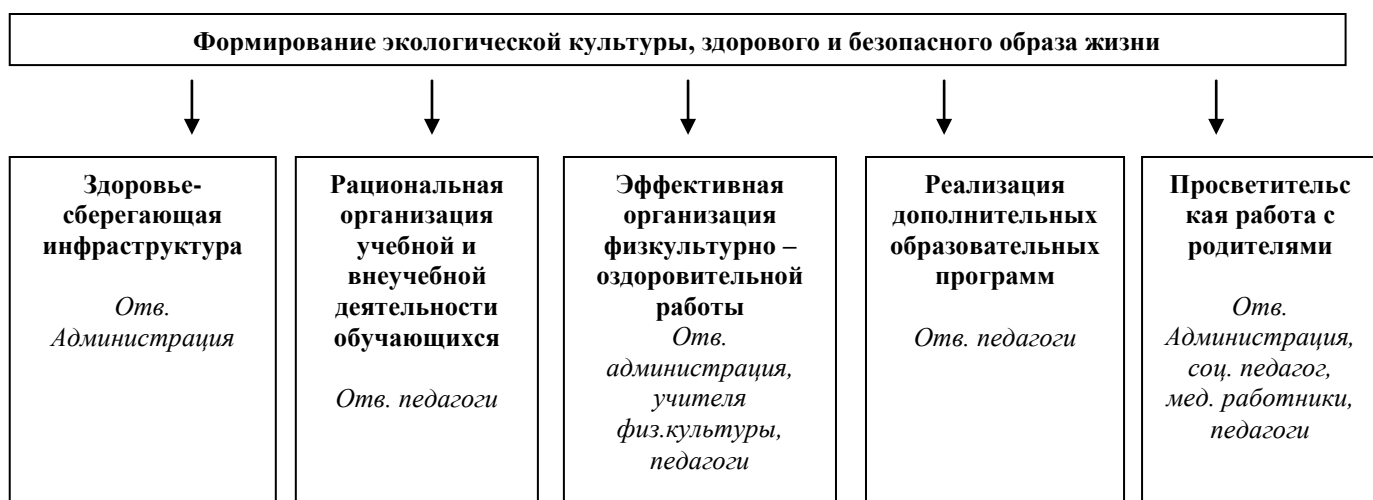 Формирование экологической культуры, здорового и безопасного образа жизни
Здоровье-
сберегающая
инфраструктура
Отв.
Администрация
Рациональная
организация
учебной и
внеучебной
деятельности
обучающихся
Отв. педагоги
Эффективная
организация
физкультурно –
оздоровительной
работы
Отв.
администрация,
учителя
физ.культуры,
педагоги
Реализация
дополнительных
образовательных
программ
Отв. педагоги
Просветительс
кая работа с
родителями
Отв.
Администрация,
соц. педагог,
мед. работники,
педагоги